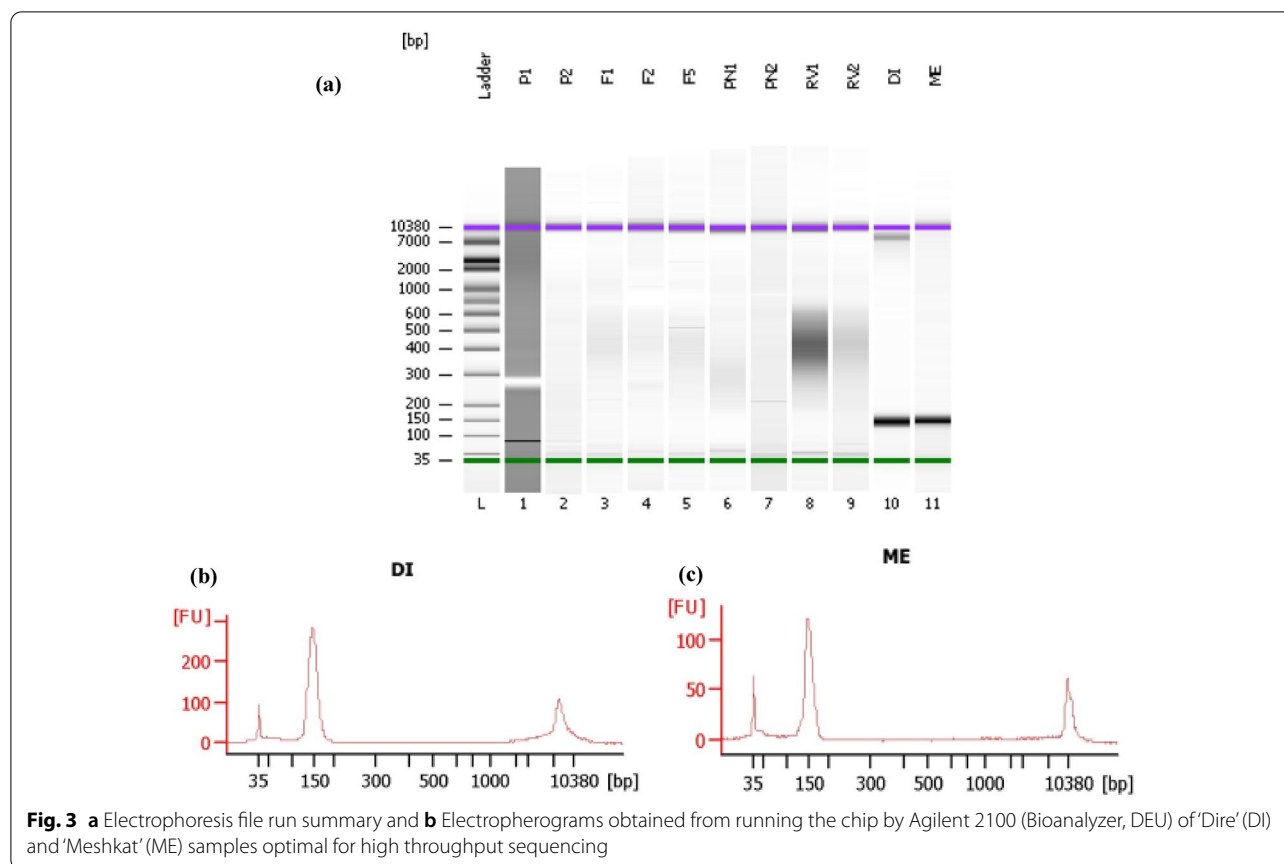 [bp]
(a)
Ladder P1 P2 F1 F2 F5 PN1 PN2 RV1 RV2 DI ME
10380
7000
2000
1000
600
500
400
300
200
150
100
35
L 1 2 3 4 5 6 7 8 9 10 11
(b) DI
[FU]
200
100
0
35 150 300 500 1000 10380 [bp]
(c) ME
[FU]
100
50
0
35 150 300 500 1000 10380 [bp]
Fig. 3 a Electrophoresis file run summary and b Electropherograms obtained from running the chip by Agilent 2100 (Bioanalyzer, DEU) of ‘Dire’ (DI)
and ‘Meshkat’ (ME) samples optimal for high throughput sequencing